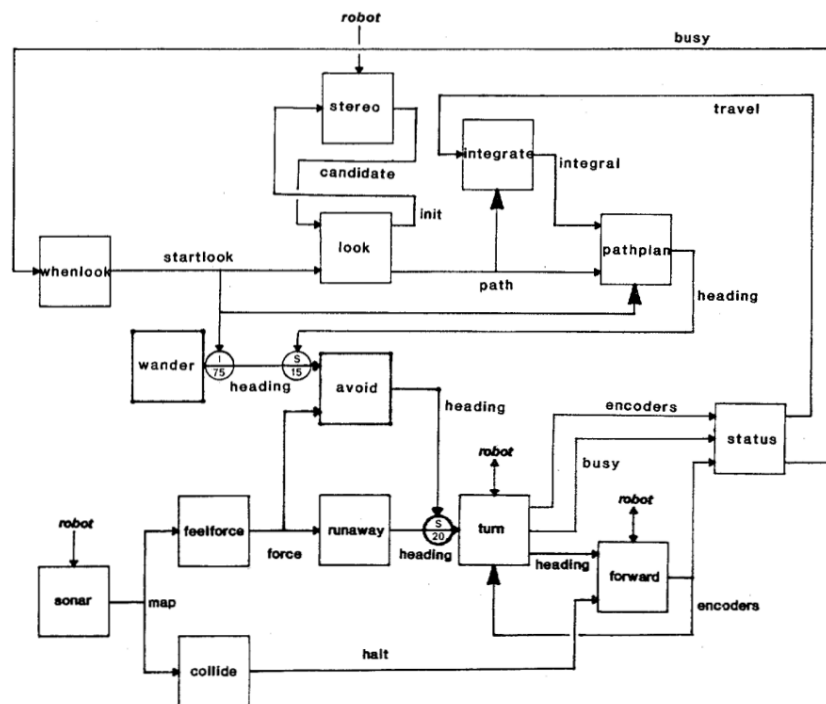 robot
busy
stereo
travel
integrate
integral
candidate
init
look
pathplan
whenlook
startlook
path
heading
wander
I
75
heading
S
15
avoid
heading
encoders
status
busy
robot
robot
feelforce
force
runaway
heading
S
20
turn
heading
forward
robot
sonar
map
encoders
halt
collide